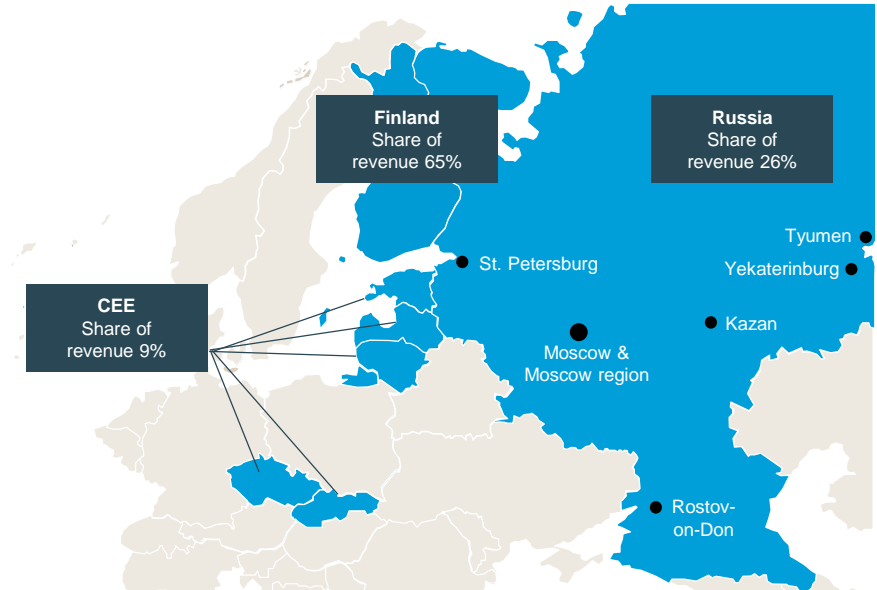 Finland
Share of
revenue 65%
Russia
Share of
revenue 26%
Tyumen
Yekaterinburg
St. Petersburg
CEE
Share of
revenue 9%
Kazan
Moscow &
Moscow region
Rostov-
on-Don